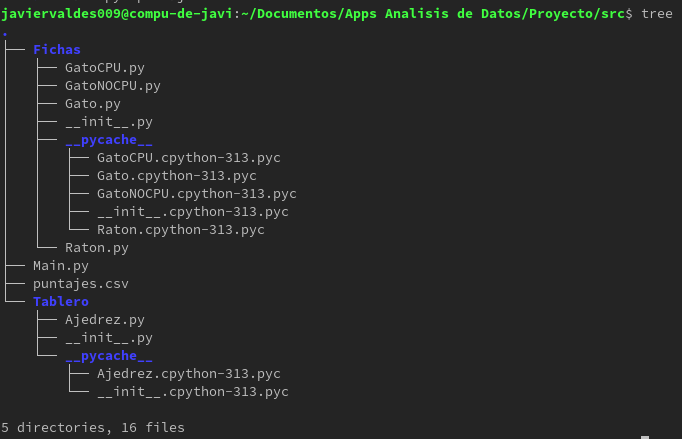 javiervaldes009@compu-de-javi:~/Documentos/Apps Analisis de Datos/Proyecto/src$ tree
.
├── Fichas
│   ├── GatoCPU.py
│   ├── GatoNOCPU.py
│   ├── Gato.py
│   ├── __init__.py
│   ├── __pycache__
│   │   ├── GatoCPU.cpython-313.pyc
│   │   ├── Gato.cpython-313.pyc
│   │   ├── GatoNOCPU.cpython-313.pyc
│   │   ├── __init__.cpython-313.pyc
│   │   └── Raton.cpython-313.pyc
│   └── Raton.py
├── Main.py
├── puntajes.csv
└── Tablero
    ├── Ajedrez.py
    ├── __init__.py
    └── __pycache__
        ├── Ajedrez.cpython-313.pyc
        └── __init__.cpython-313.pyc
5 directories, 16 files